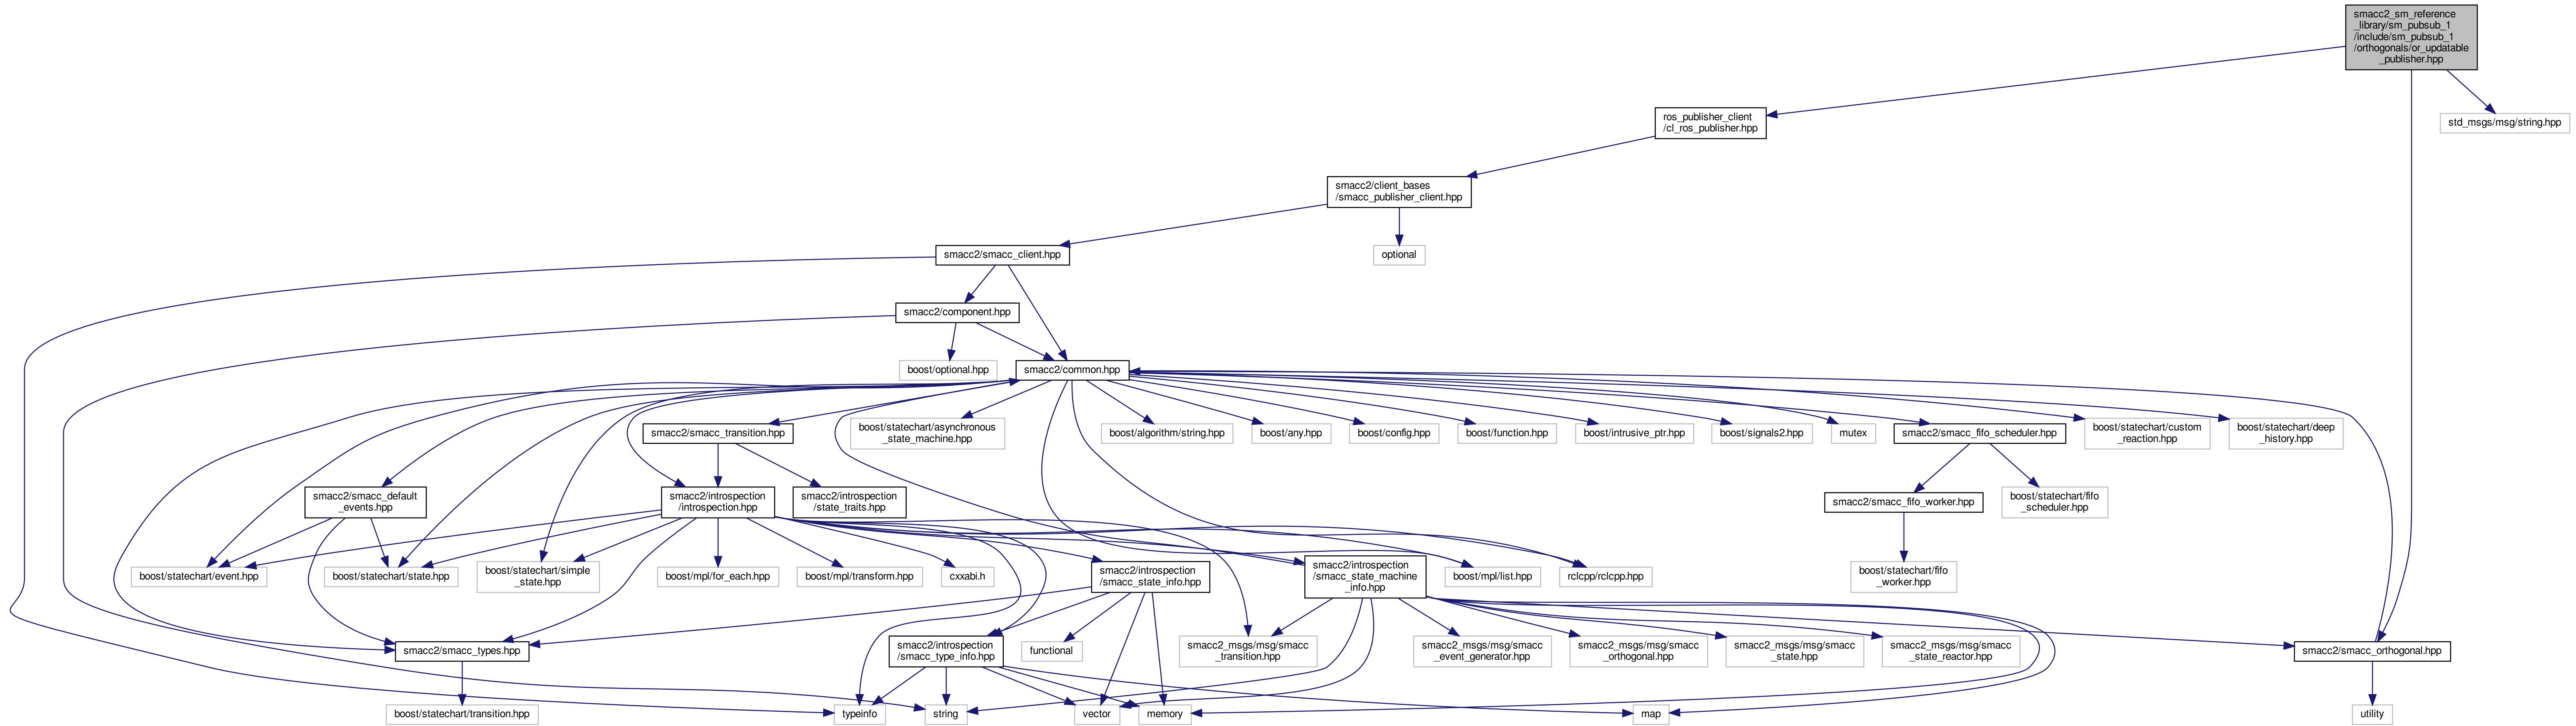 smacc2_sm_reference
_library/sm_pubsub_1
/include/sm_pubsub_1
/orthogonals/or_updatable
_publisher.hpp
ros_publisher_client
/cl_ros_publisher.hpp
std_msgs/msg/string.hpp
smacc2/client_bases
/smacc_publisher_client.hpp
smacc2/smacc_client.hpp
optional
smacc2/component.hpp
boost/optional.hpp
smacc2/common.hpp
smacc2/smacc_transition.hpp
boost/statechart/asynchronous
_state_machine.hpp
boost/algorithm/string.hpp
boost/any.hpp
boost/config.hpp
boost/function.hpp
boost/intrusive_ptr.hpp
boost/signals2.hpp
mutex
smacc2/smacc_fifo_scheduler.hpp
boost/statechart/custom
_reaction.hpp
boost/statechart/deep
_history.hpp
smacc2/smacc_default
_events.hpp
smacc2/introspection
/introspection.hpp
smacc2/introspection
/state_traits.hpp
smacc2/smacc_fifo_worker.hpp
boost/statechart/fifo
_scheduler.hpp
boost/statechart/event.hpp
boost/statechart/state.hpp
boost/statechart/simple
_state.hpp
boost/mpl/for_each.hpp
boost/mpl/transform.hpp
cxxabi.h
smacc2/introspection
/smacc_state_info.hpp
smacc2/introspection
/smacc_state_machine
_info.hpp
boost/mpl/list.hpp
rclcpp/rclcpp.hpp
boost/statechart/fifo
_worker.hpp
smacc2/smacc_types.hpp
smacc2/introspection
/smacc_type_info.hpp
functional
smacc2_msgs/msg/smacc
_transition.hpp
smacc2_msgs/msg/smacc
_event_generator.hpp
smacc2_msgs/msg/smacc
_orthogonal.hpp
smacc2_msgs/msg/smacc
_state.hpp
smacc2_msgs/msg/smacc
_state_reactor.hpp
smacc2/smacc_orthogonal.hpp
boost/statechart/transition.hpp
typeinfo
string
vector
memory
map
utility